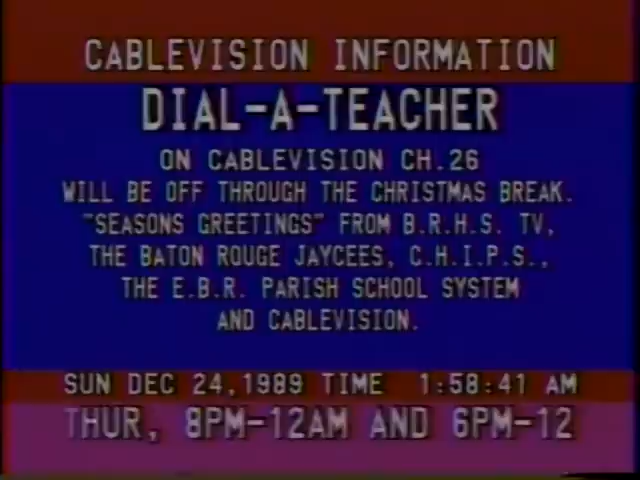 CABLEVISION INFORMATION
DIAL-A-TEACHER
ON CABLEVISION CH.26
WILL BE OFF THROUGH THE CHRISTMAS BREAK.
"SEASONS GREETINGS" FROM B.R.H.S. TV,
THE BATON ROUGE JAYCEES, C.H.I.P.S.,
THE E.B.R. PARISH SCHOOL SYSTEM
AND CABLEVISION.
SUN DEC 24,1989 TIME 1:58:41 AM
THUR, 8PM-12AM AND 6PM-12